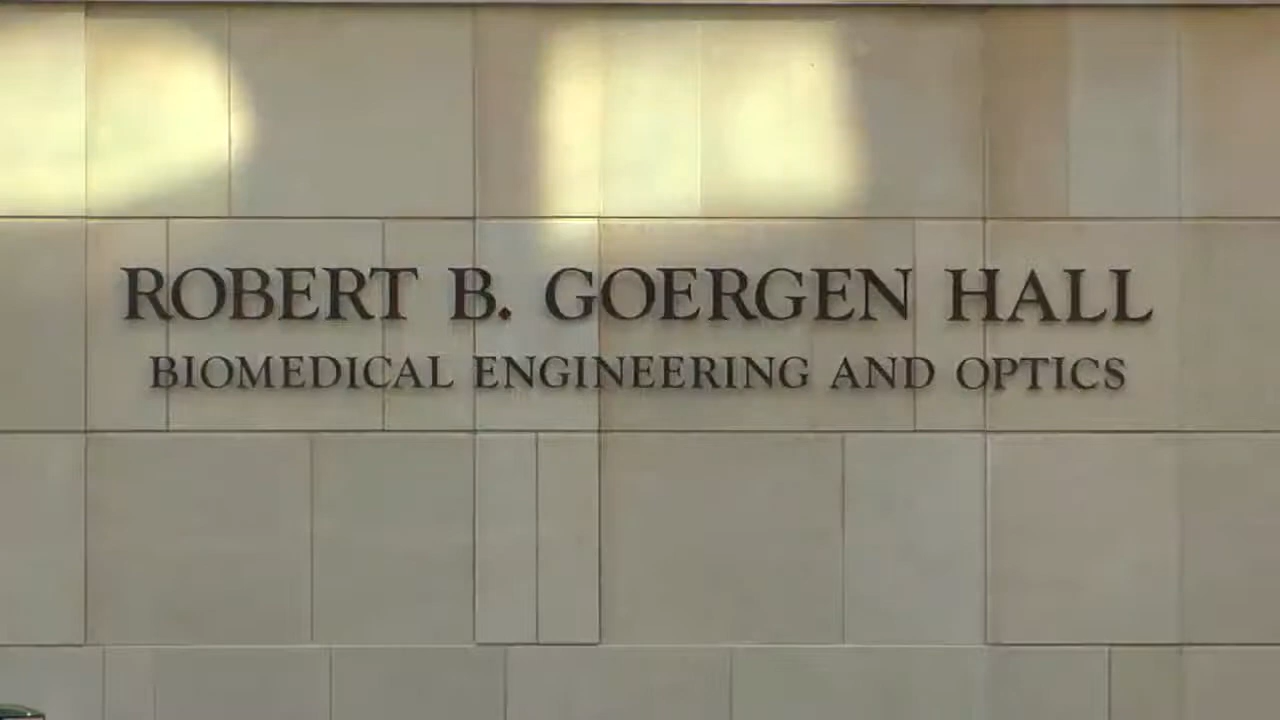 ROBERT B. GOERGEN HALL
BIOMEDICAL ENGINEERING AND OPTICS